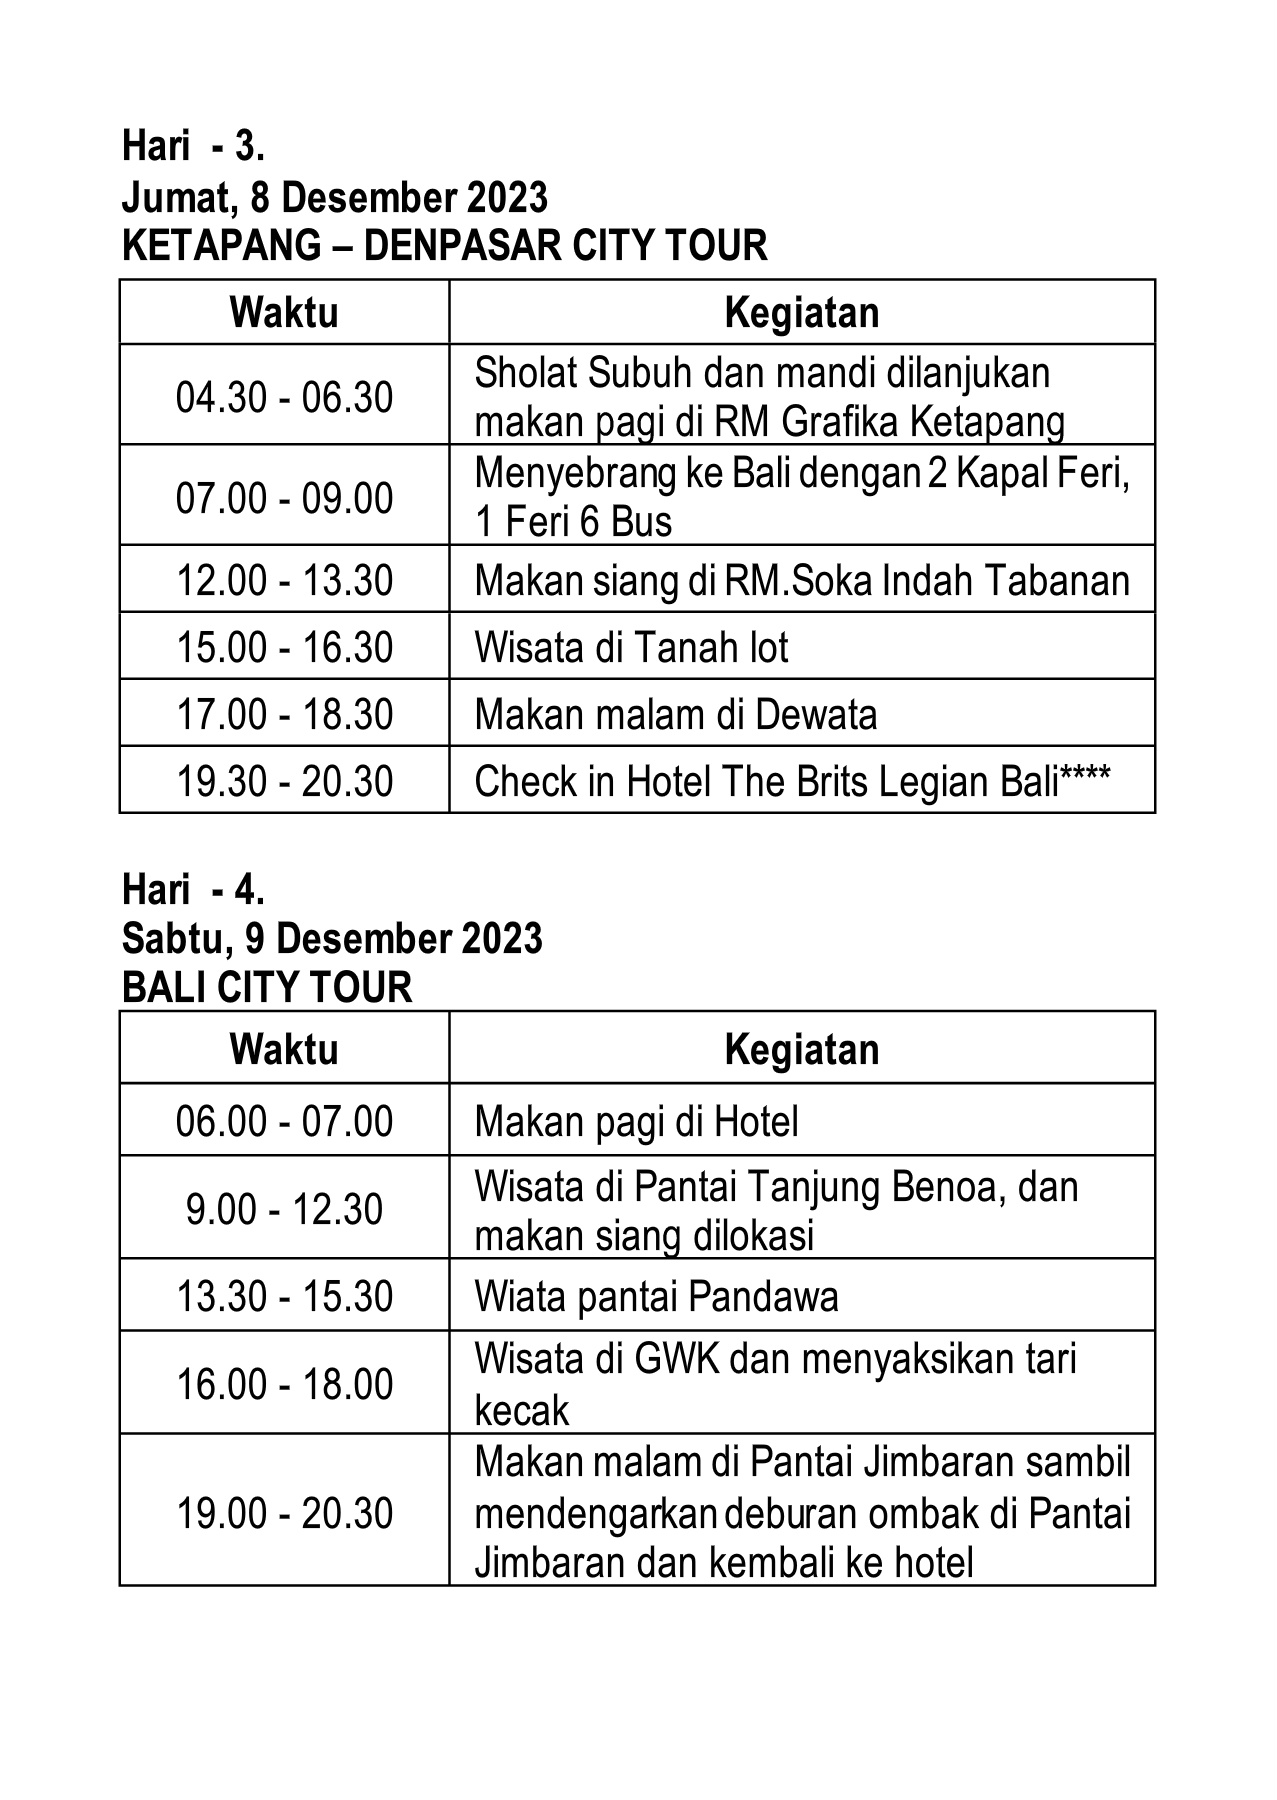 Hari - 3.
Jumat, 8 Desember 2023
KETAPANG – DENPASAR CITY TOUR
Waktu Kegiatan
04.30 - 06.30 Sholat Subuh dan mandi dilanjukan
makan pagi di RM Grafika Ketapang
07.00 - 09.00 Menyebrang ke Bali dengan 2 Kapal Feri,
1 Feri 6 Bus
12.00 - 13.30 Makan siang di RM.Soka Indah Tabanan
15.00 - 16.30 Wisata di Tanah lot
17.00 - 18.30 Makan malam di Dewata
19.30 - 20.30 Check in Hotel The Brits Legian Bali****
Hari - 4.
Sabtu, 9 Desember 2023
BALI CITY TOUR
Waktu Kegiatan
06.00 - 07.00 Makan pagi di Hotel
9.00 - 12.30 Wisata di Pantai Tanjung Benoa, dan
makan siang dilokasi
13.30 - 15.30 Wiata pantai Pandawa
16.00 - 18.00 Wisata di GWK dan menyaksikan tari
kecak
19.00 - 20.30 Makan malam di Pantai Jimbaran sambil
mendengarkan deburan ombak di Pantai
Jimbaran dan kembali ke hotel